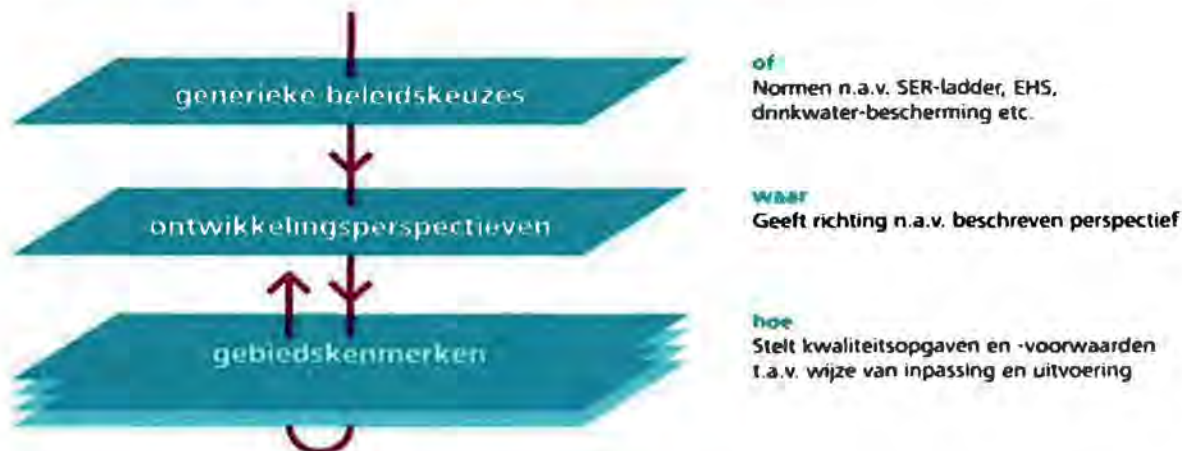 generieke beleidskeuzes
of
Normen n.a.v. SER-ladder, EHS,
drinkwater-bescherming etc.
ontwikkelingsperspectieven
waar
Geeft richting n.a.v. beschreven perspectief
gebiedskenmerken
hoe
Stelt kwaliteitsopgaven en -voorwaarden
t.a.v. wijze van inpassing en uitvoering